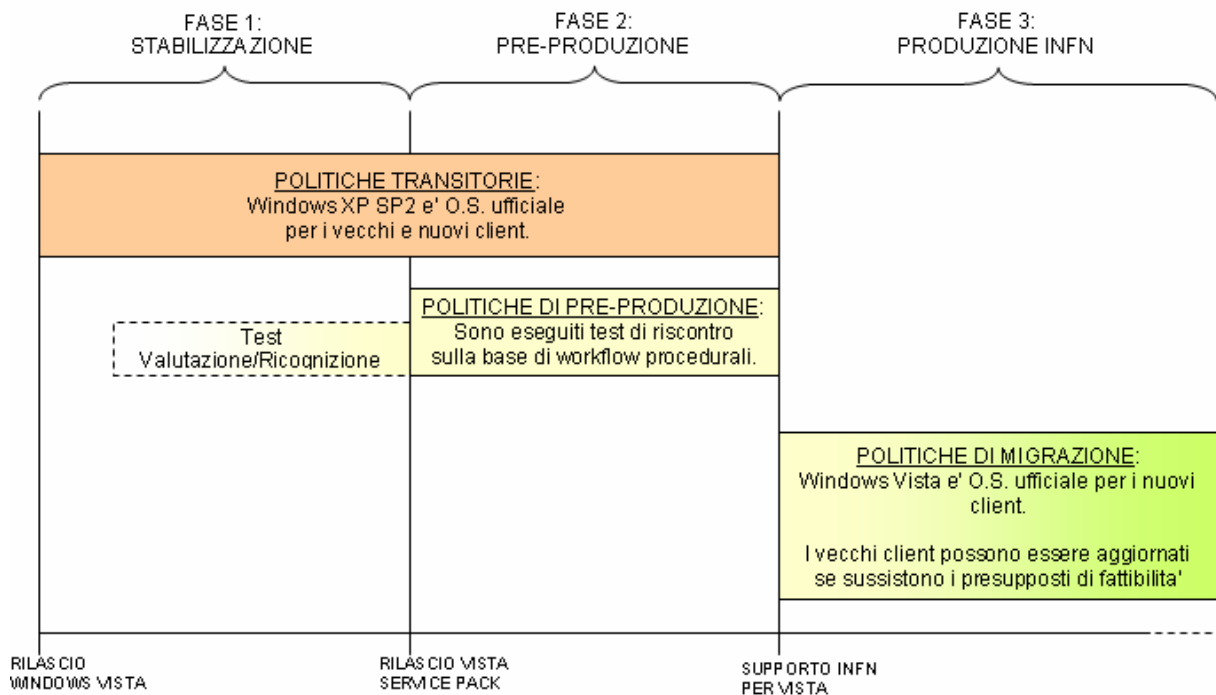 FASE 1:
STABILIZZAZIONE
FASE 2:
PRE-PRODUZIONE
FASE 3:
PRODUZIONE INFN
POLITICHE TRANSITORIE:
Windows XP SP2 e' O.S. ufficiale
per i vecchi e nuovi client.
Test
Valutazione/Ricognizione
POLITICHE DI PRE-PRODUZIONE:
Sono eseguiti test di riscontro
sulla base di workflow procedurali.
POLITICHE DI MIGRAZIONE:
Windows Vista e' O.S. ufficiale per i nuovi
client.
I vecchi client possono essere aggiornati
se sussistono i presupposti di fattibilita'
RILASCIO
WINDOWS VISTA
RILASCIO VISTA
SERVICE PACK
SUPPORTO INFN
PER VISTA